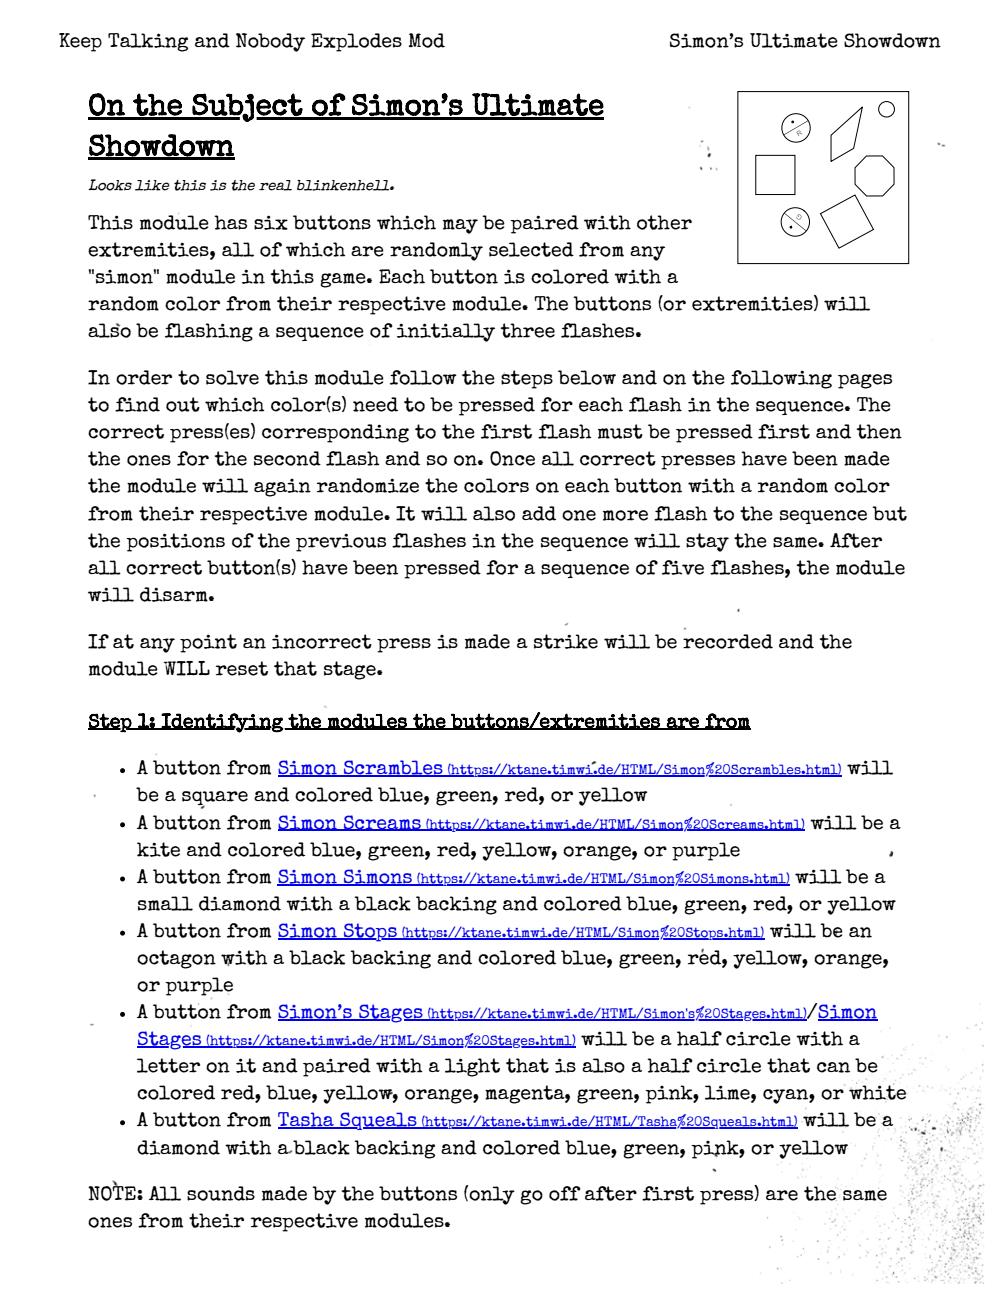 Keep Talking and Nobody Explodes Mod
Simon's Ultimate Showdown
On the Subject of Simon's Ultimate
Showdown
Looks like this is the real blinkenhell.
This module has six buttons which may be paired with other
extremities, all of which are randomly selected from any
"simon" module in this game. Each button is colored with a
random color from their respective module. The buttons (or extremities) will
also be flashing a sequence of initially three flashes.
In order to solve this module follow the steps below and on the following pages
to find out which color(s) need to be pressed for each flash in the sequence. The
correct press(es) corresponding to the first flash must be pressed first and then
the ones for the second flash and so on. Once all correct presses have been made
the module will again randomize the colors on each button with a random color
from their respective module. It will also add one more flash to the sequence but
the positions of the previous flashes in the sequence will stay the same. After
all correct button(s) have been pressed for a sequence of five flashes, the module
will disarm.
If at any point an incorrect press is made a strike will be recorded and the
module WILL reset that stage.
Step 1: Identifying the modules the buttons/extremities are from
• A button from Simon Scrambles (https://ktane.timwi.de/HTML/Simon%20Scrambles.html) will
be a square and colored blue, green, red, or yellow
• A button from Simon Screams (https://ktane.timwi.de/HTML/Simon%20Screams.html) will be a
kite and colored blue, green, red, yellow, orange, or purple
• A button from Simon Simons (https://ktane.timwi.de/HTML/Simon%20Simons.html) will be a
small diamond with a black backing and colored blue, green, red, or yellow
• A button from Simon Stops (https://ktane.timwi.de/HTML/Simon%20Stops.html) will be an
octagon with a black backing and colored blue, green, red, yellow, orange,
or purple
• A button from Simon's Stages (https://ktane.timwi.de/HTML/Simon's%20Stages.html)/Simon
Stages (https://ktane.timwi.de/HTML/Simon%20Stages.html) will be a half circle with a
letter on it and paired with a light that is also a half circle that can be
colored red, blue, yellow, orange, magenta, green, pink, lime, cyan, or white
• A button from Tasha Squeals (https://ktane.timwi.de/HTML/Tasha%20Squeals.html) will be a
diamond with a black backing and colored blue, green, pink, or yellow
NOTE: All sounds made by the buttons (only go off after first press) are the same
ones from their respective modules.